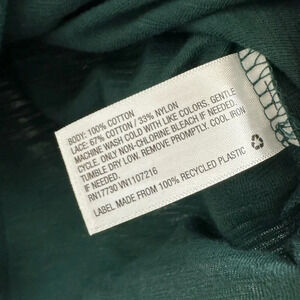 BODY: 100% COTTON
LACE: 67% COTTON / 33% NYLON
MACHINE WASH COLD WITH LIKE COLORS. GENTLE
CYCLE. ONLY NON-CHLORINE BLEACH IF NEEDED.
TUMBLE DRY LOW. REMOVE PROMPTLY. COOL IRON
IF NEEDED.
RN17730 VN1107216
LABEL MADE FROM 100% RECYCLED PLASTIC